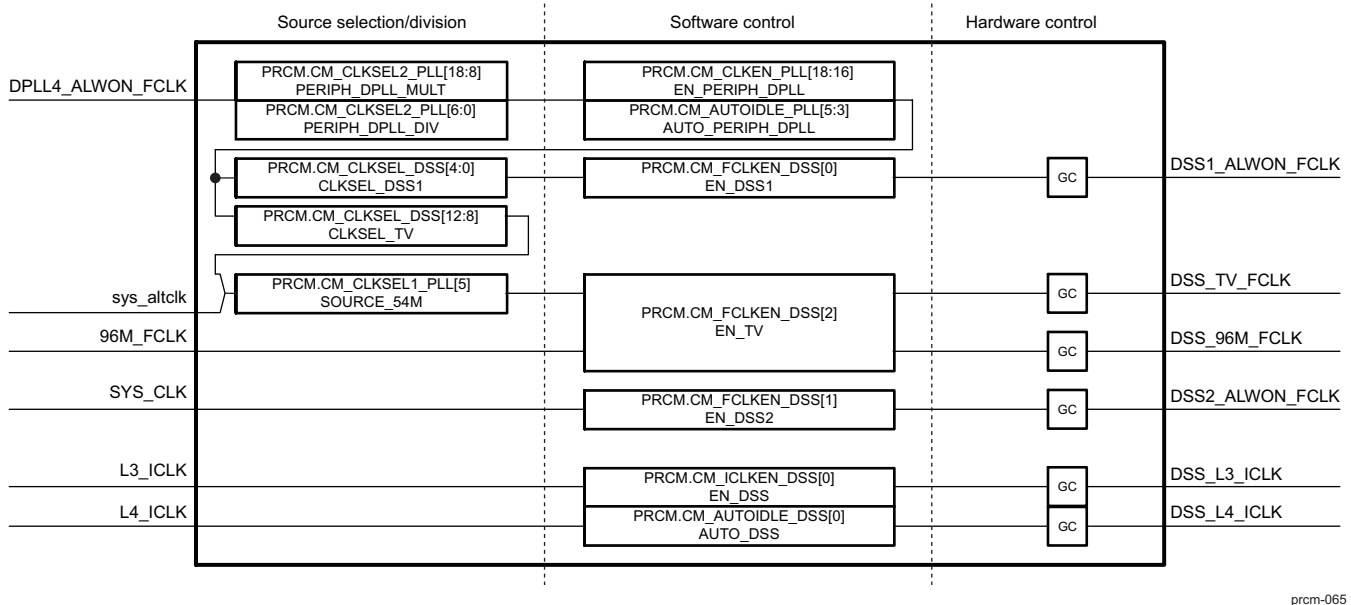 Source selection/division
Software control
Hardware control
DPLL4_ALWON_FCLK
PRCM.CM_CLKSEL2_PLL[18:8]
PERIPH_DPLL_MULT
PRCM.CM_CLKSEL2_PLL[6:0]
PERIPH_DPLL_DIV
PRCM.CM_CLKEN_PLL[18:16]
EN_PERIPH_DPLL
PRCM.CM_AUTOIDLE_PLL[5:3]
AUTO_PERIPH_DPLL
PRCM.CM_CLKSEL_DSS[4:0]
CLKSEL_DSS1
PRCM.CM_FCLKEN_DSS[0]
EN_DSS1
GC
DSS1_ALWON_FCLK
PRCM.CM_CLKSEL_DSS[12:8]
CLKSEL_TV
sys_altclk
PRCM.CM_CLKSEL1_PLL[5]
SOURCE_54M
PRCM.CM_FCLKEN_DSS[2]
EN_TV
GC
DSS_TV_FCLK
96M_FCLK
GC
DSS_96M_FCLK
SYS_CLK
PRCM.CM_FCLKEN_DSS[1]
EN_DSS2
GC
DSS2_ALWON_FCLK
L3_ICLK
PRCM.CM_ICLKEN_DSS[0]
EN_DSS
GC
DSS_L3_ICLK
L4_ICLK
PRCM.CM_AUTOIDLE_DSS[0]
AUTO_DSS
GC
DSS_L4_ICLK
prcm-065